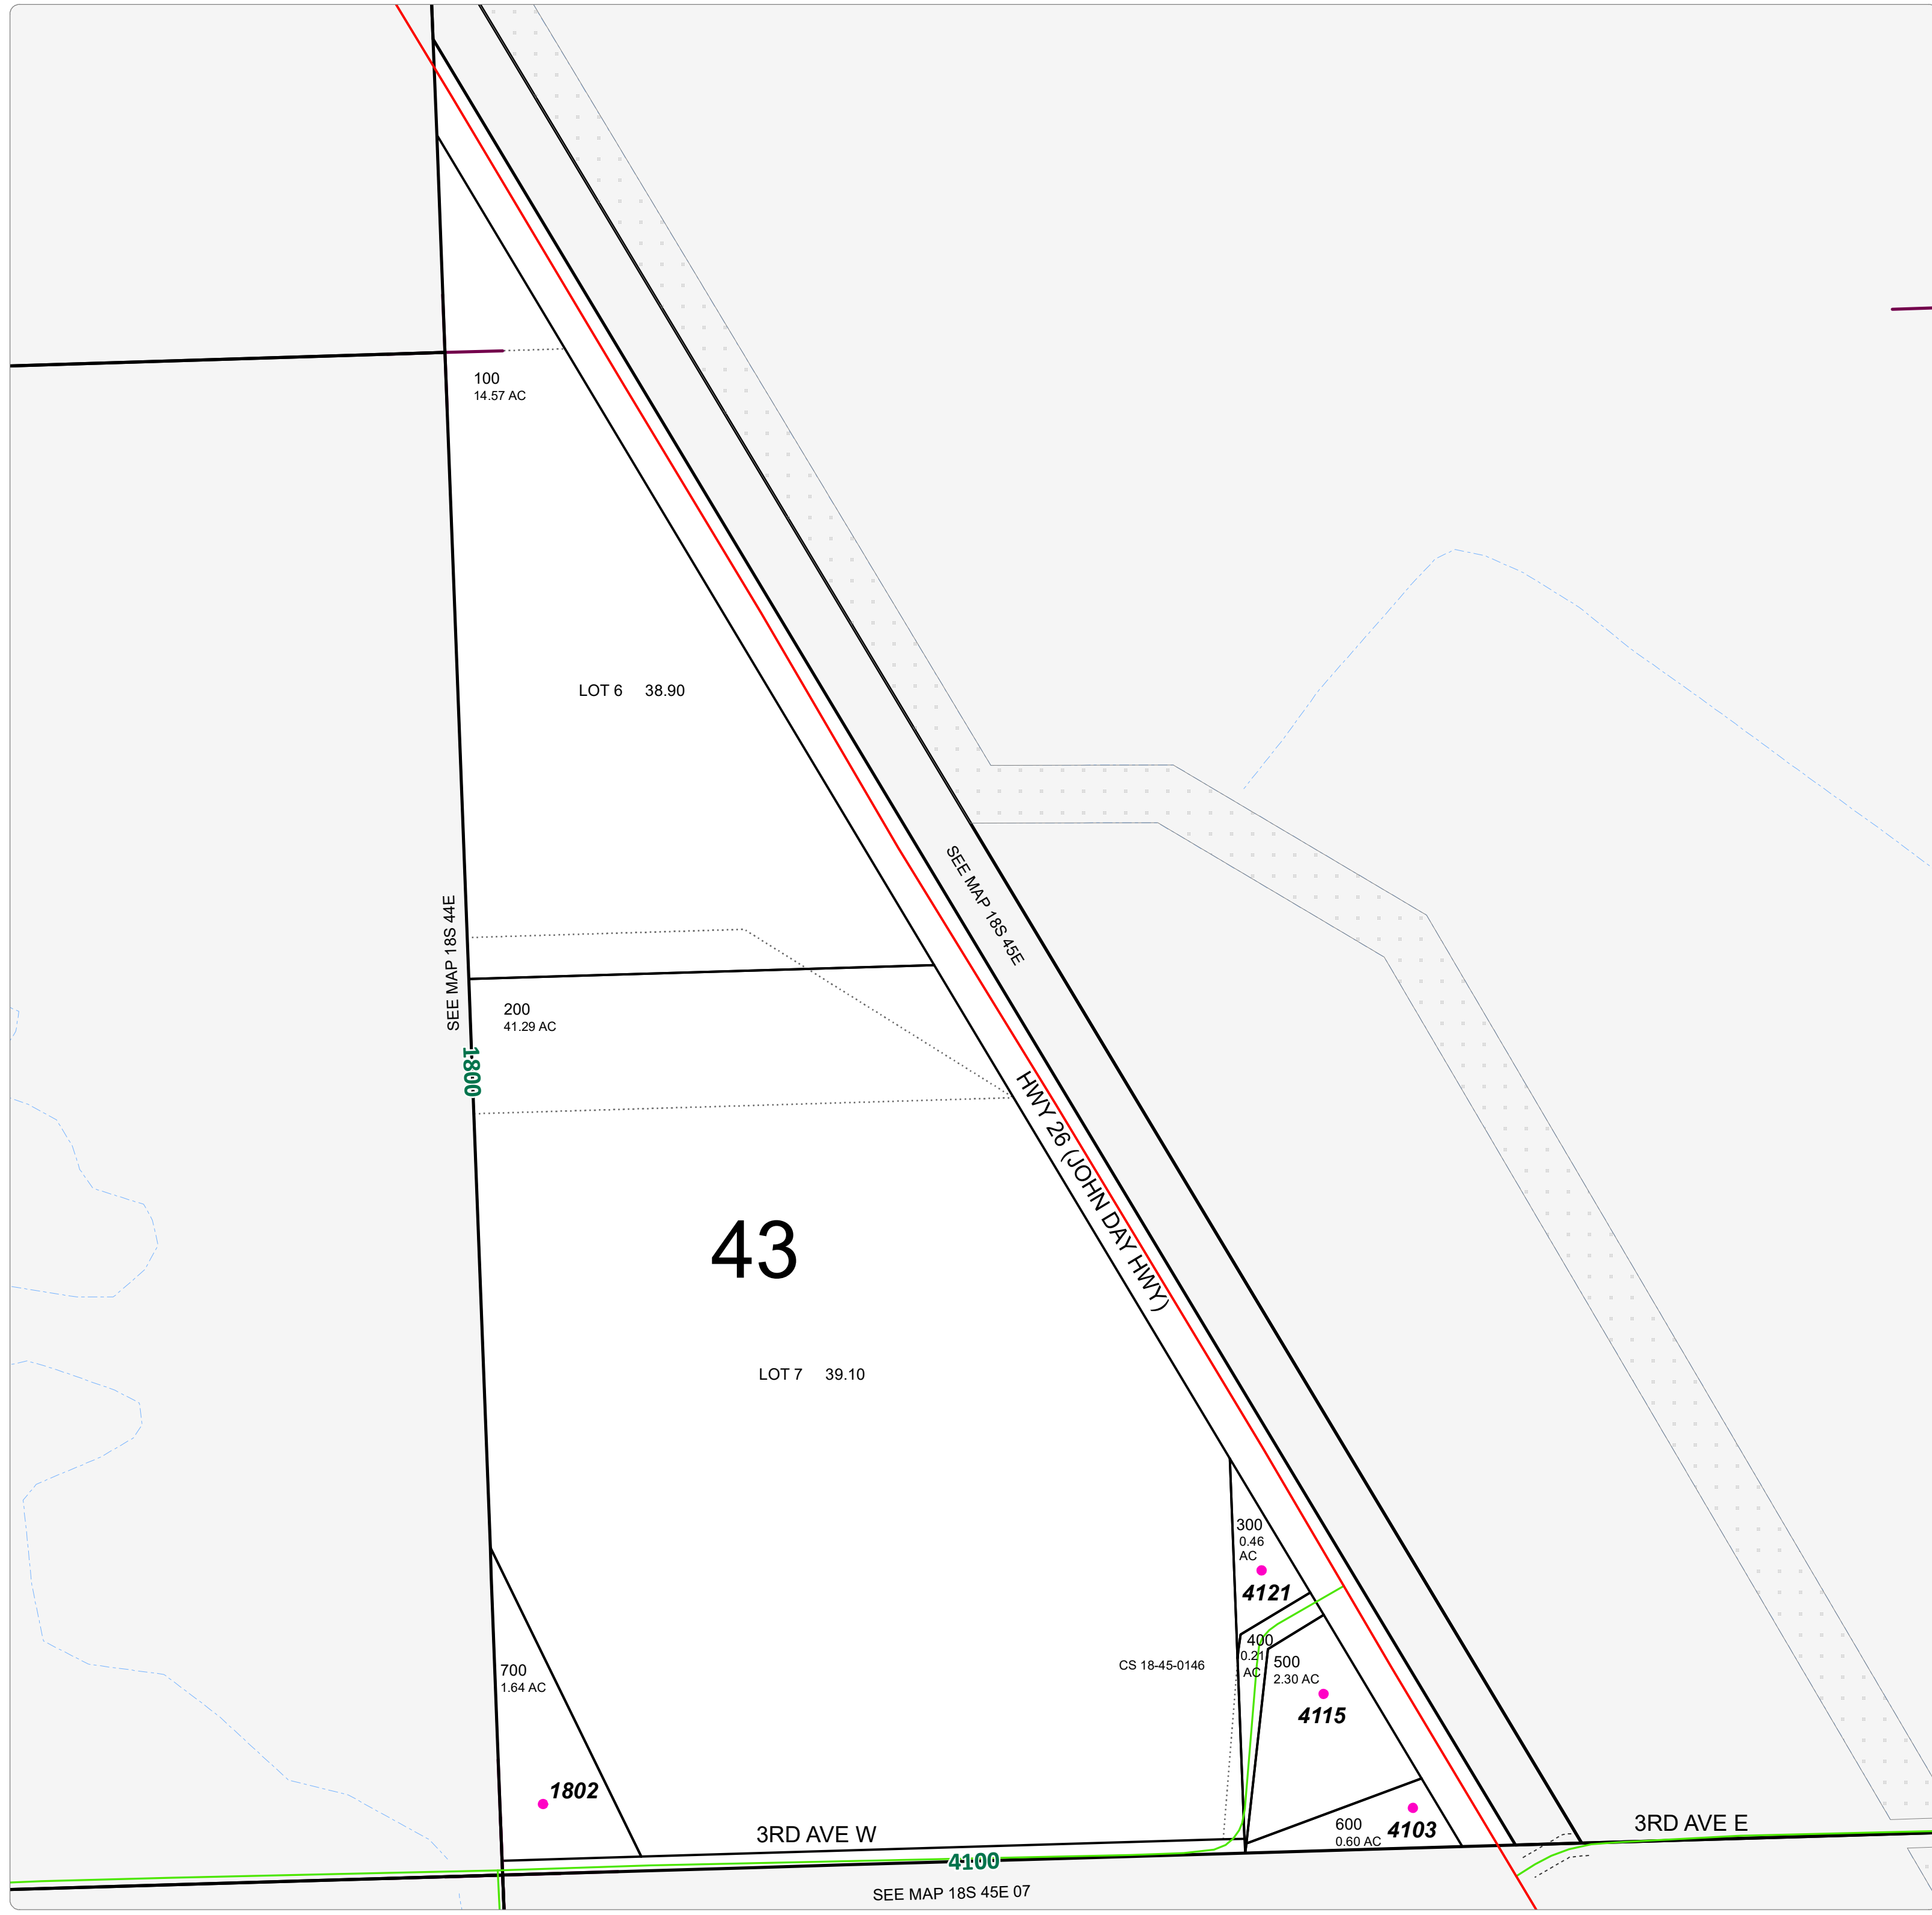 100
14.57 AC
LOT 6 38.90
SEE MAP 18S 45E
SEE MAP 18S 44E
200
41.29 AC
1800
HWY 26 (JOHN DAY HWY)
43
LOT 7 39.10
300
0.46
AC
4121
400
0.21
AC
CS 18-45-0146
500
2.30 AC
4115
700
1.64 AC
1802
3RD AVE W
600
0.60 AC
4103
3RD AVE E
4100
SEE MAP 18S 45E 07